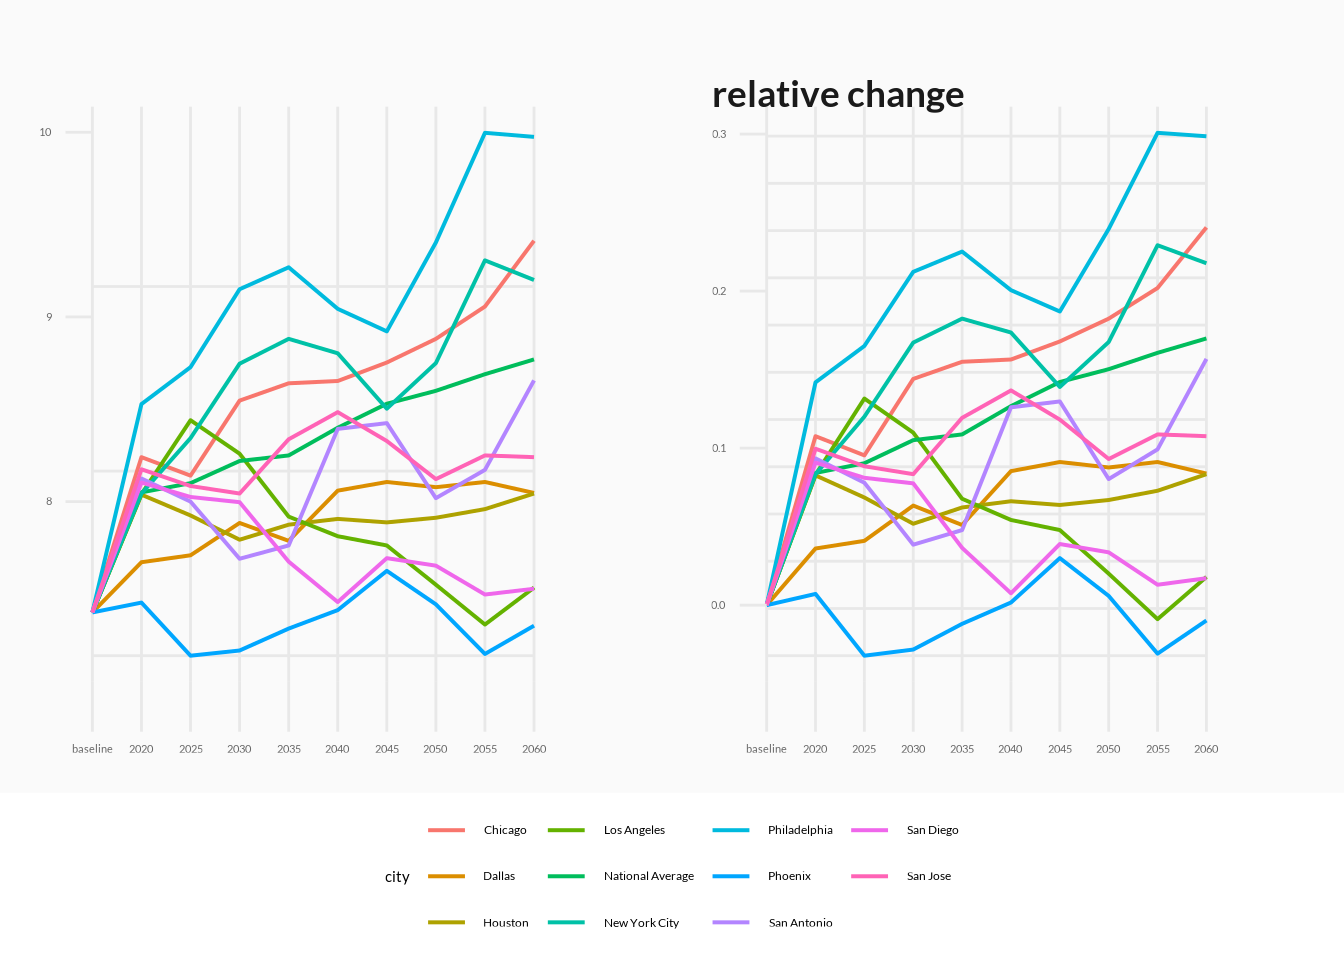 relative change
10
9
8
baseline 2020 2025 2030 2035 2040 2045 2050 2055 2060
0.3
0.2
0.1
0.0
baseline 2020 2025 2030 2035 2040 2045 2050 2055 2060
city
Chicago Los Angeles Philadelphia San Diego
Dallas National Average Phoenix San Jose
Houston New York City San Antonio